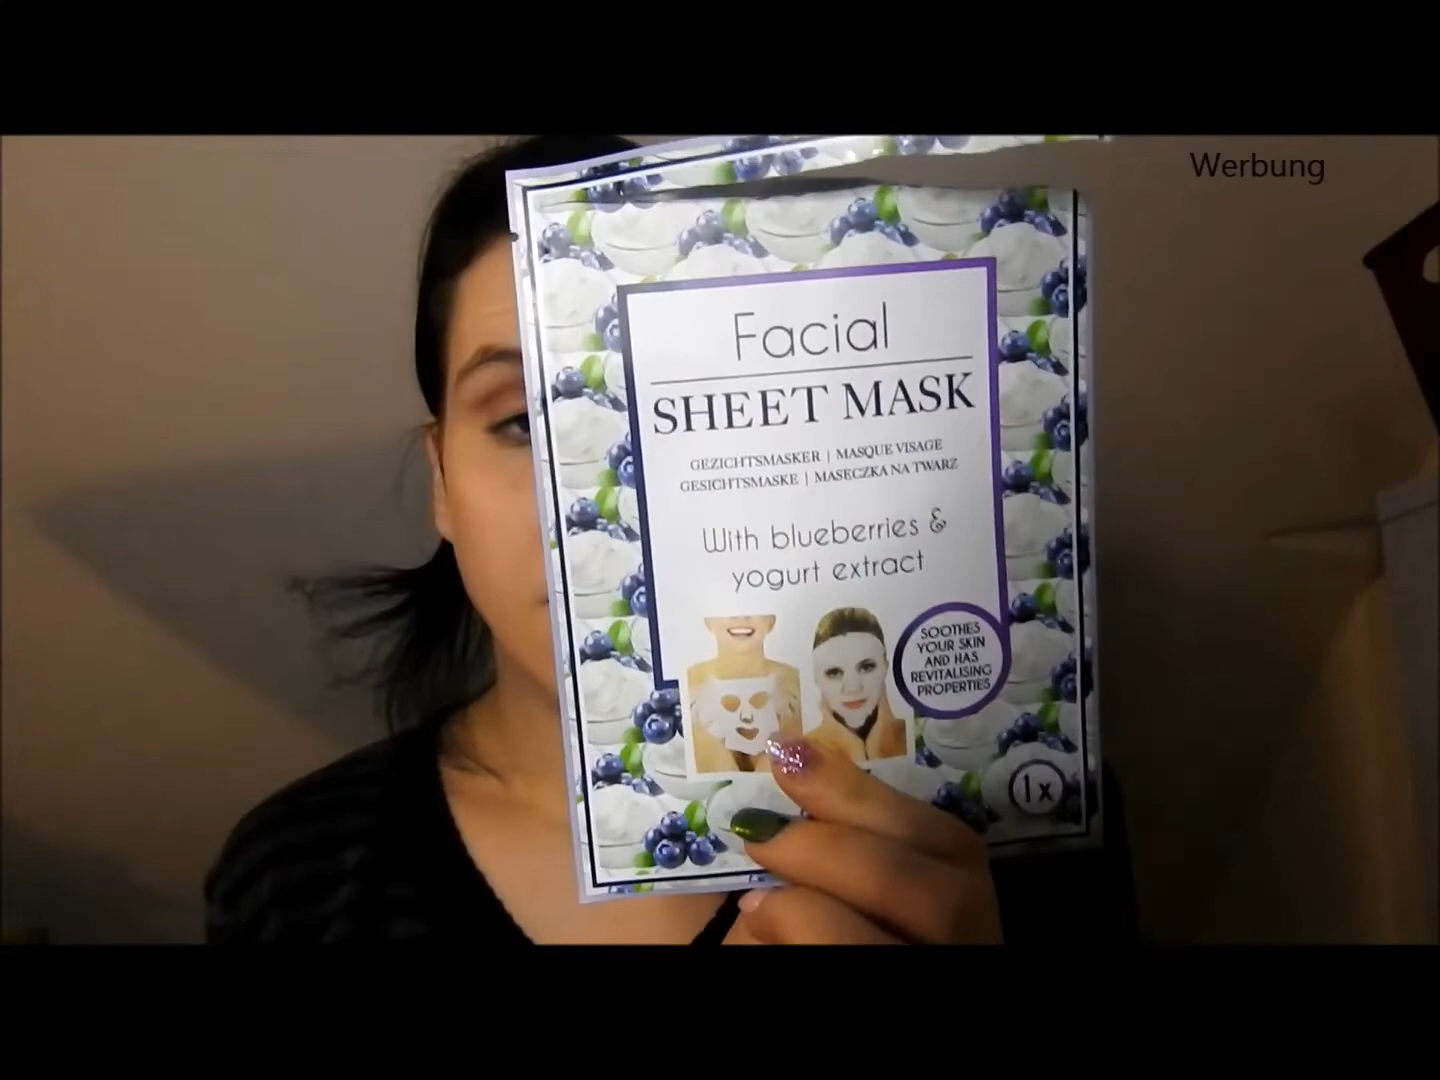 Werbung
Facial
SHEET MASK
GEZICHTSMASKER | MASQUE VISAGE
GESICHTSMASKE | MASECZKA NA TWARZ
With blueberries &
yogurt extract
SOOTHES
YOUR SKIN
AND HAS
REVITALISING
PROPERTIES
1x